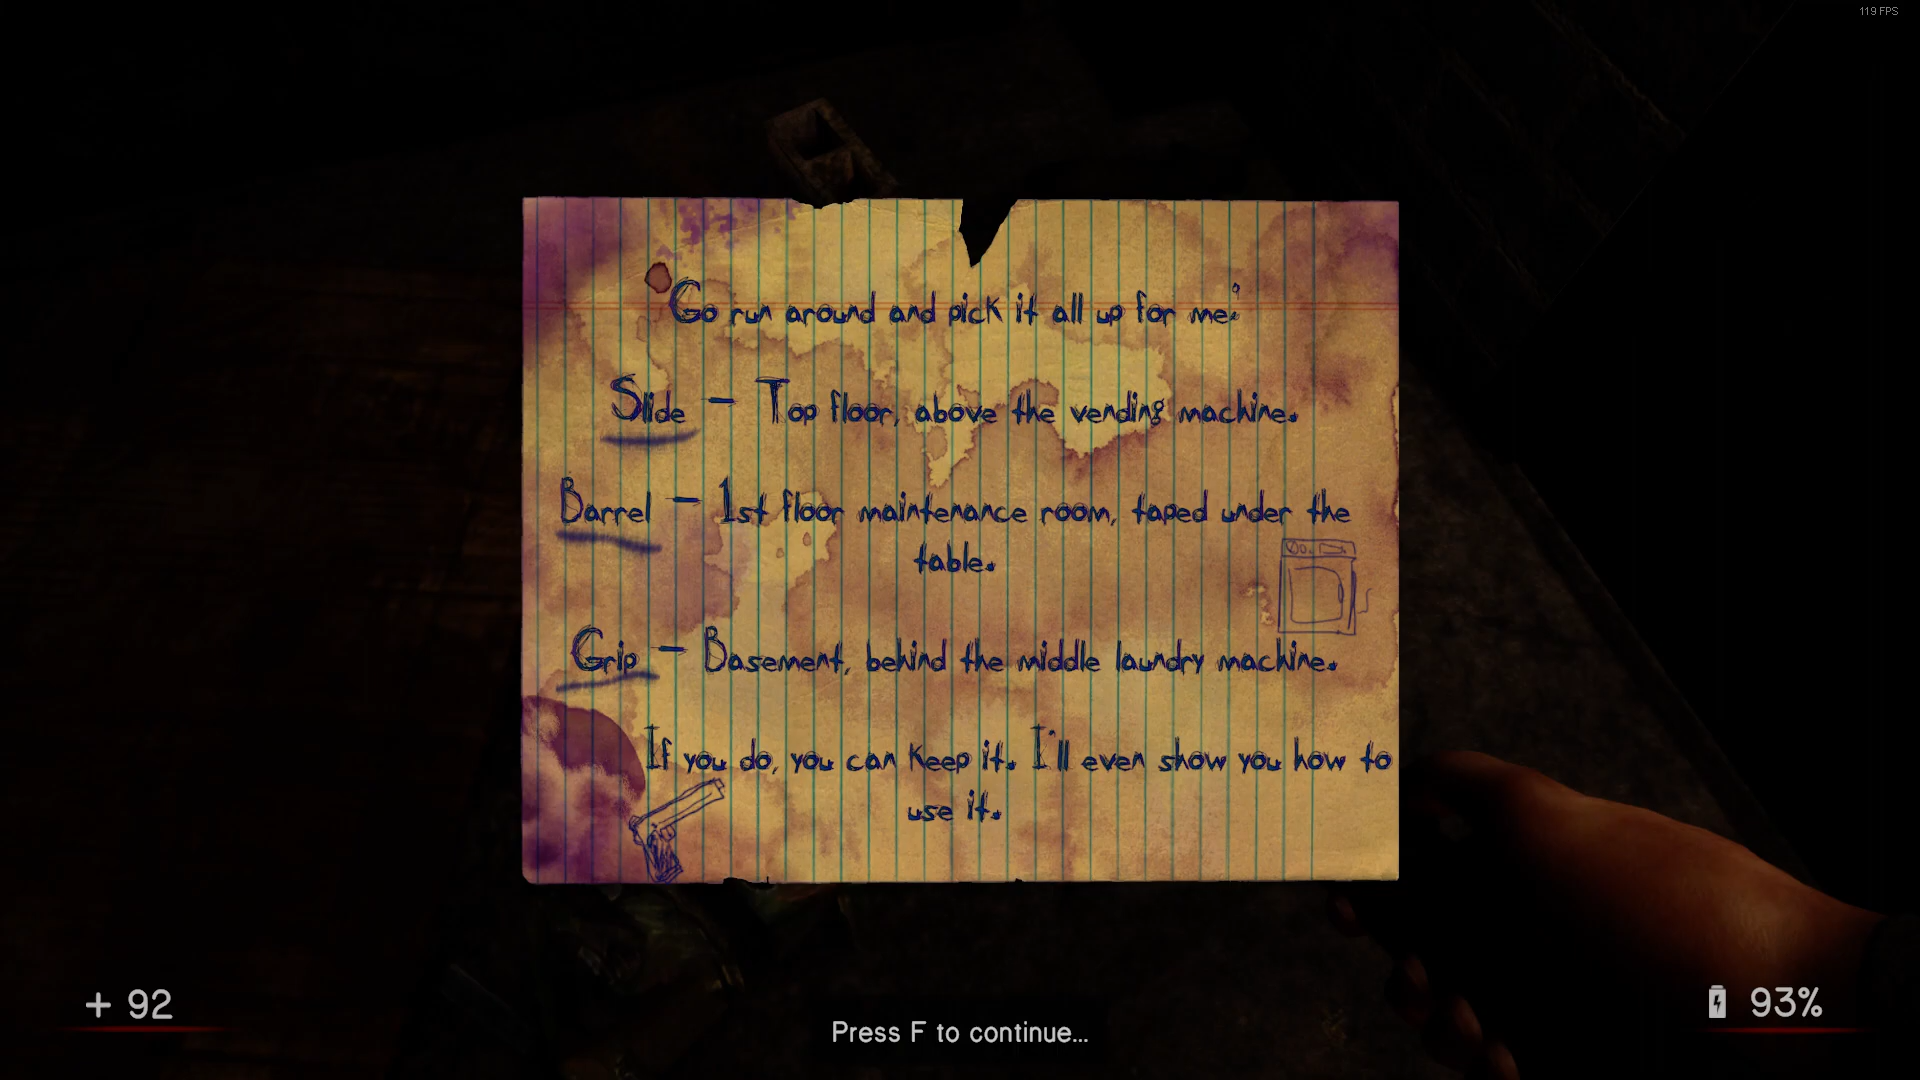 119 FPS
Go run around and pick it all up for me:
Slide - Top floor, above the vending machine.
Barrel - 1st floor maintenance room, taped under the
table.
Grip - Basement, behind the middle laundry machine.
If you do, you can keep it. I'll even show you how to
use it.
+ 92
Press F to continue...
93%